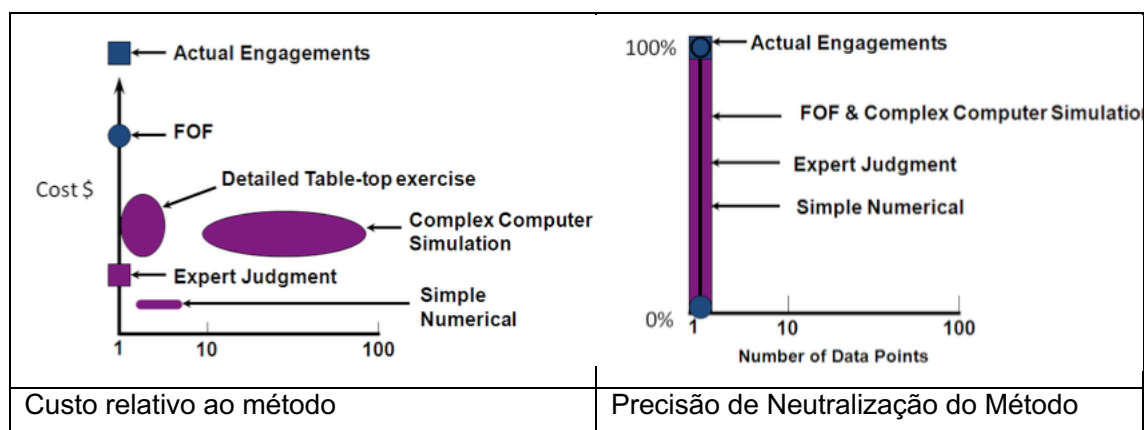 Actual Engagements
FOF
Cost $
Detailed Table-top exercise
Complex Computer
Simulation
Expert Judgment
Simple
Numerical
1 10 100
Custo relativo ao método
100%
Actual Engagements
FOF & Complex Computer Simulatio
Expert Judgment
Simple Numerical
0%
1 10 100
Number of Data Points
Precisão de Neutralização do Método